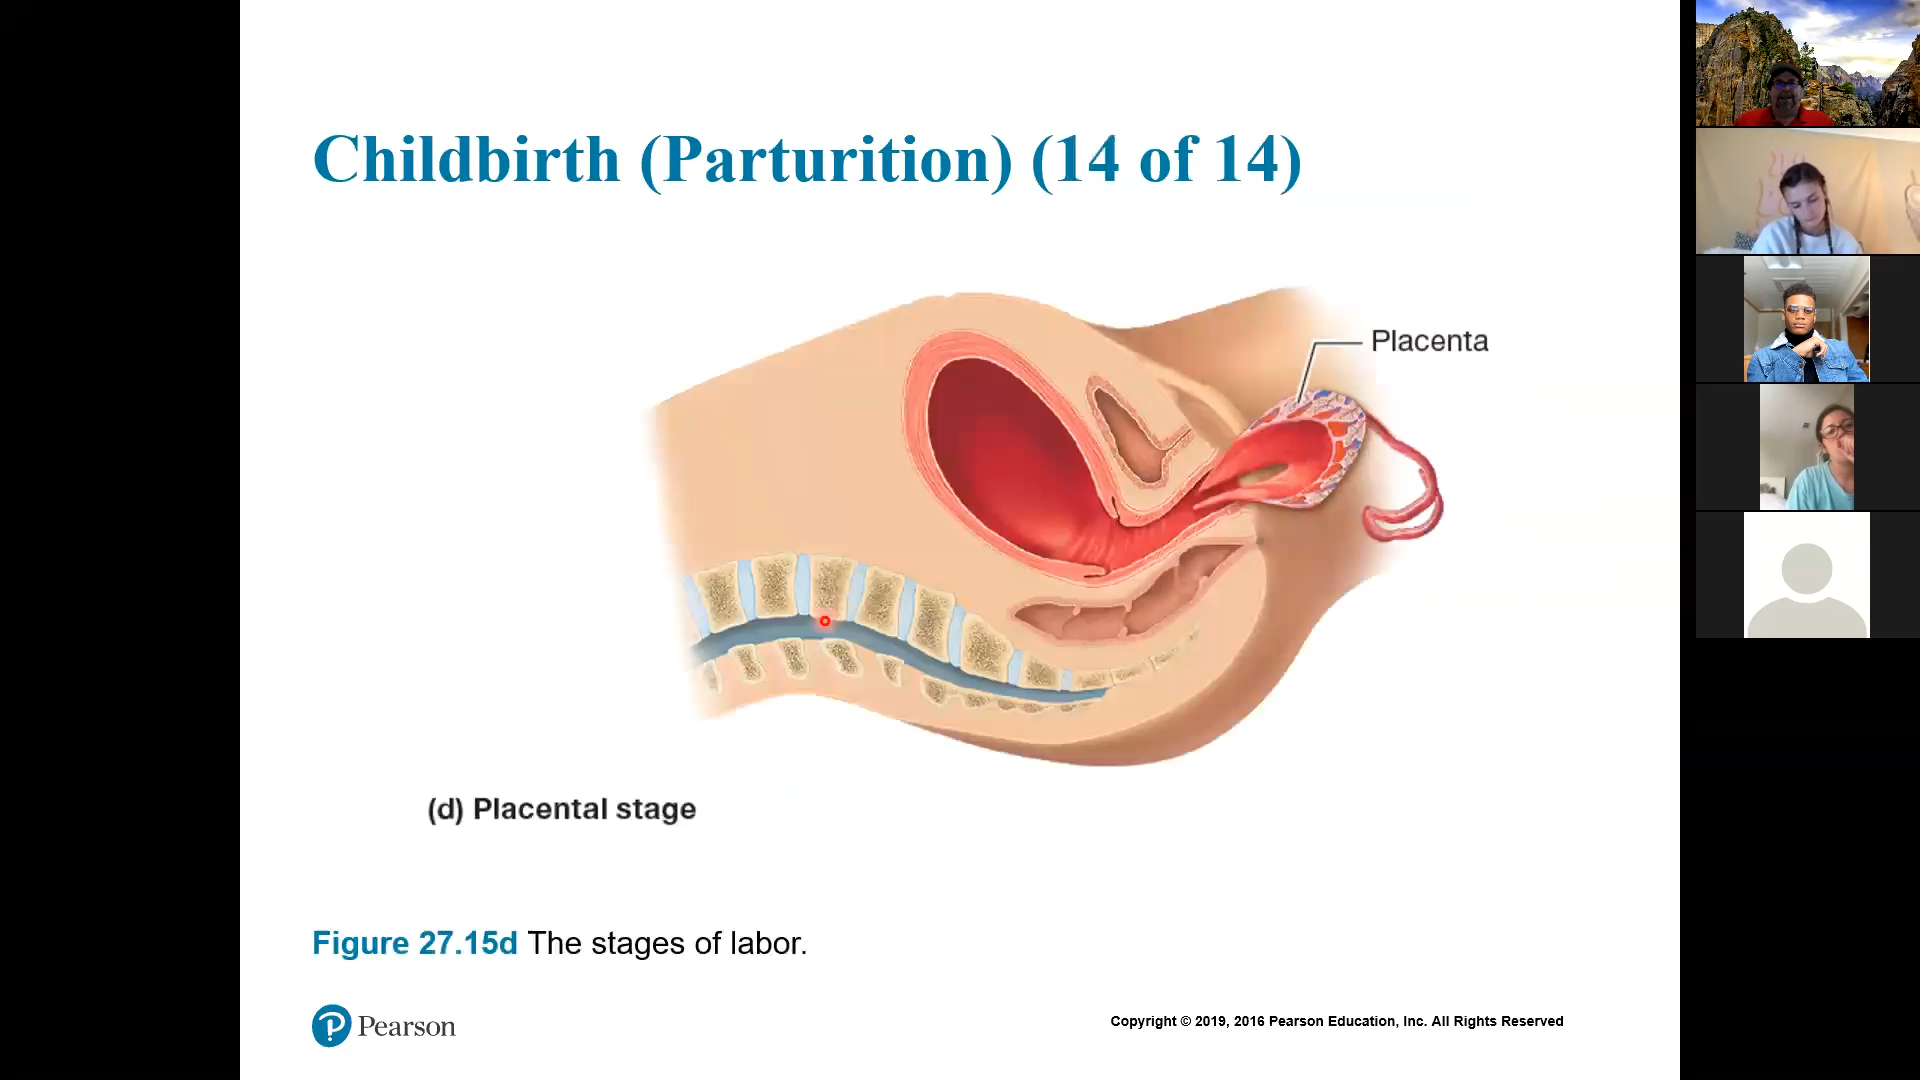 Childbirth (Parturition) (14 of 14)
Placenta
(d) Placental stage
Figure 27.15d The stages of labor.
Pearson
Copyright © 2019, 2016 Pearson Education, Inc. All Rights Reserved